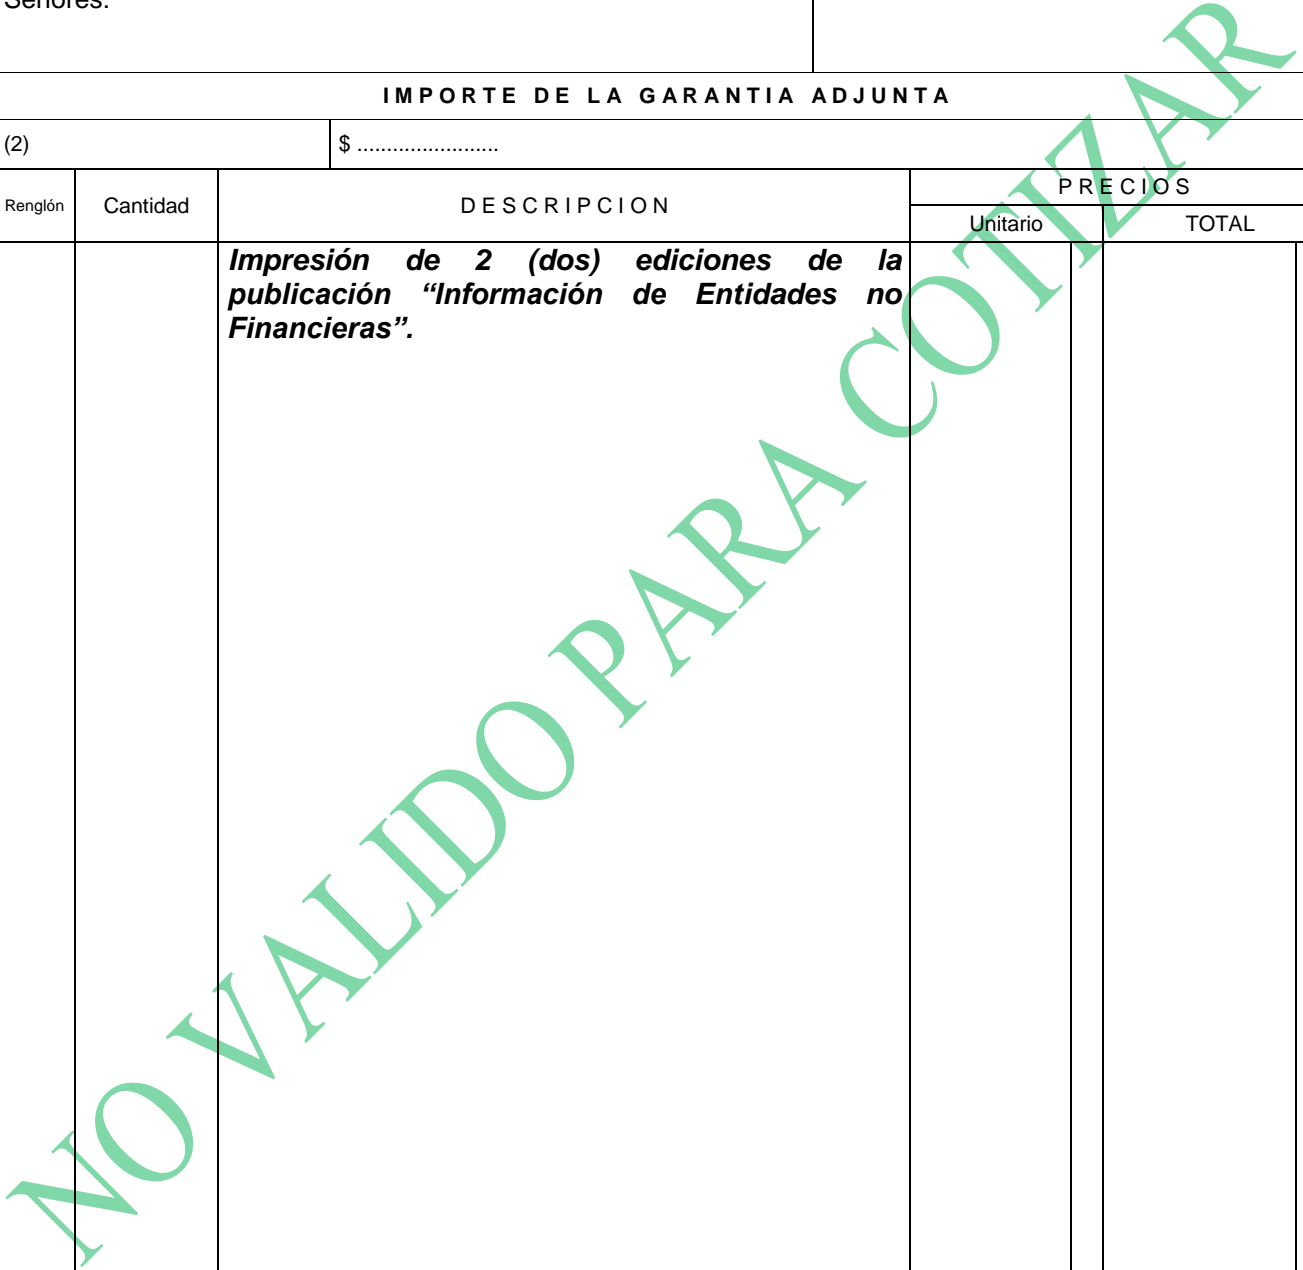 Señores:
IMPORTE DE LA GARANTIA ADJUNTA
(2) $ ........................
Renglón Cantidad DESCRIPCION PRECIOS
Unitario TOTAL
Impresión de 2 (dos) ediciones de la
publicación “Información de Entidades no
Financieras”.
NO VALIDO PARA COTIZAR